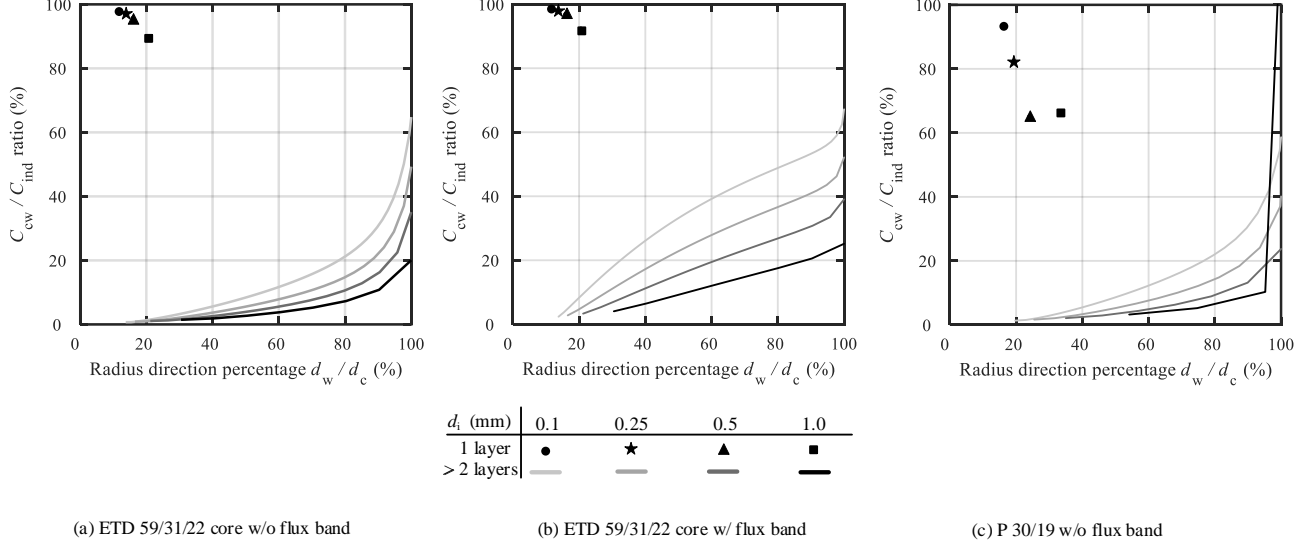 100
80
60
40
20
0
C_cw / C_ind ratio (%)
0 20 40 60 80 100
Radius direction percentage d_w / d_c (%)
100
80
60
40
20
0
C_cw / C_ind ratio (%)
0 20 40 60 80 100
Radius direction percentage d_w / d_c (%)
100
80
60
40
20
0
C_cw / C_ind ratio (%)
0 20 40 60 80 100
Radius direction percentage d_w / d_c (%)
d_i (mm) 0.1 0.25 0.5 1.0
1 layer
> 2 layers
(a) ETD 59/31/22 core w/o flux band
(b) ETD 59/31/22 core w/ flux band
(c) P 30/19 w/o flux band